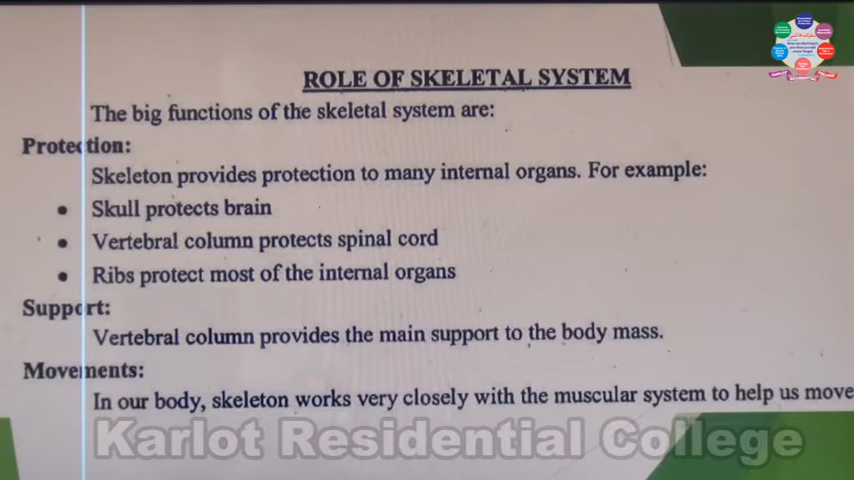 ROLE OF SKELETAL SYSTEM
The big functions of the skeletal system are:
Protection:
Skeleton provides protection to many internal organs. For example:
• Skull protects brain
• Vertebral column protects spinal cord
• Ribs protect most of the internal organs
Support:
Vertebral column provides the main support to the body mass.
Movements:
In our body, skeleton works very closely with the muscular system to help us move
Karlot Residential College